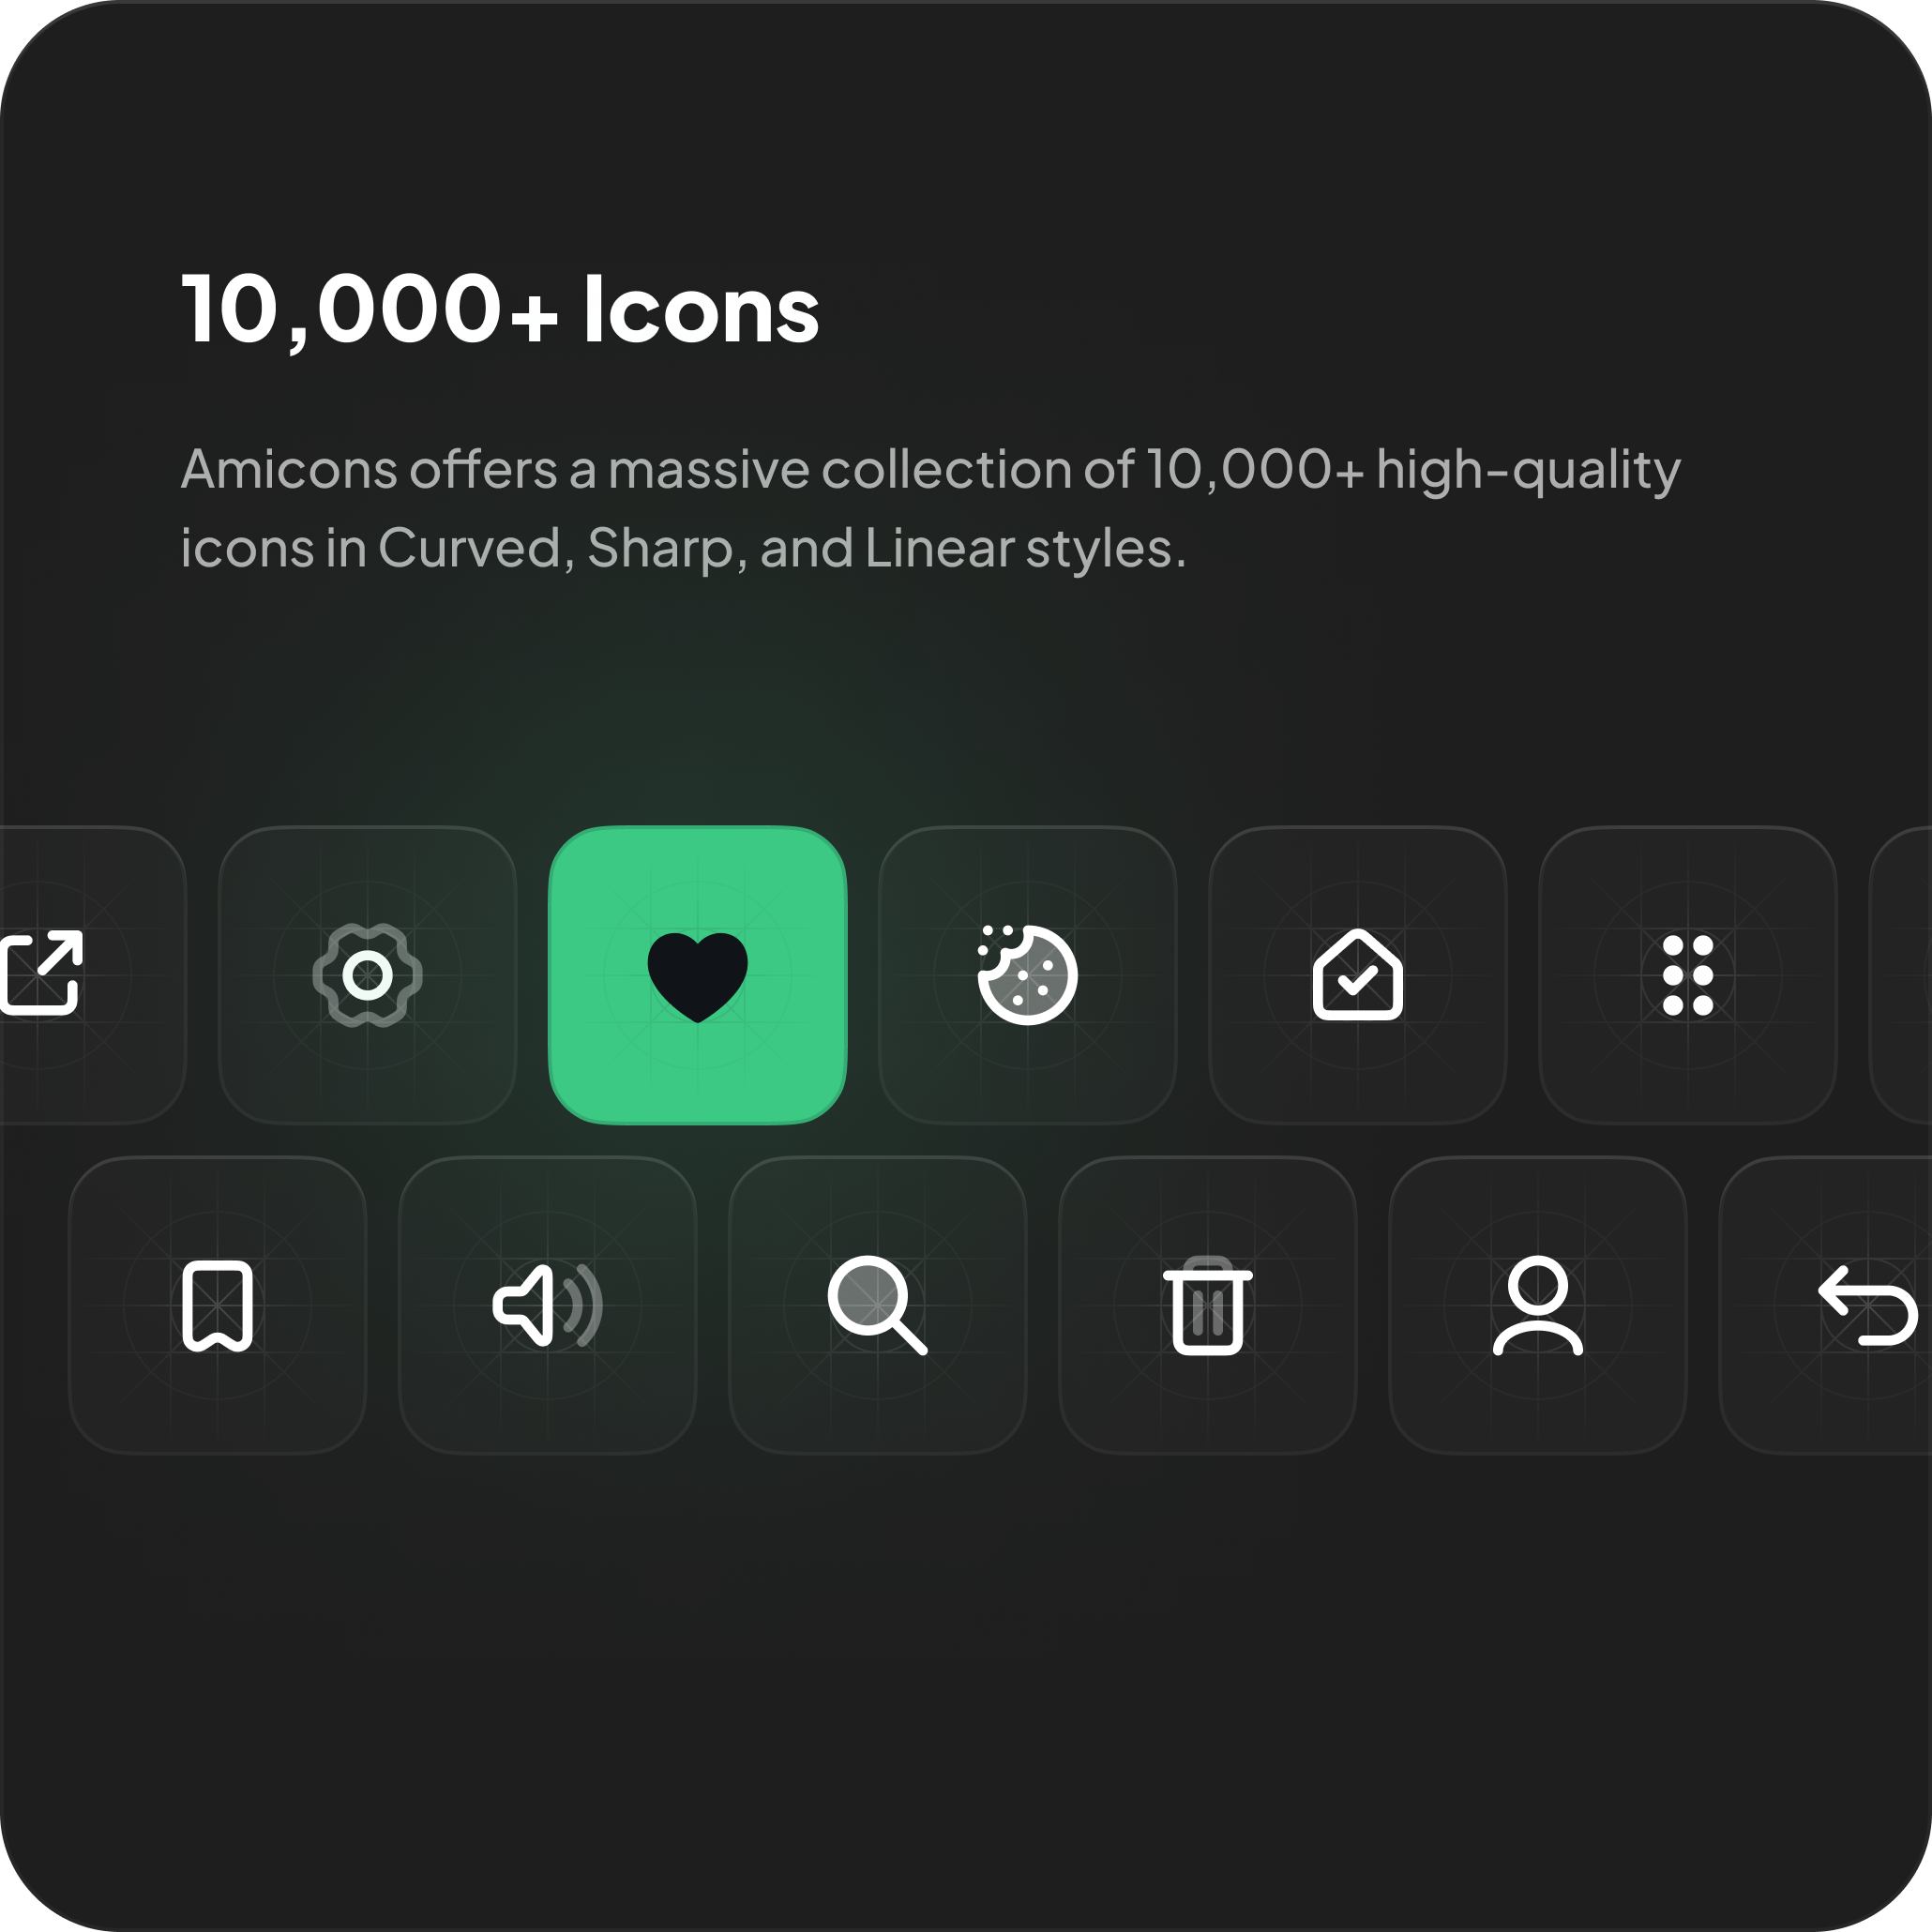 10,000+ Icons
Amicons offers a massive collection of 10,000+ high-quality
icons in Curved, Sharp, and Linear styles.